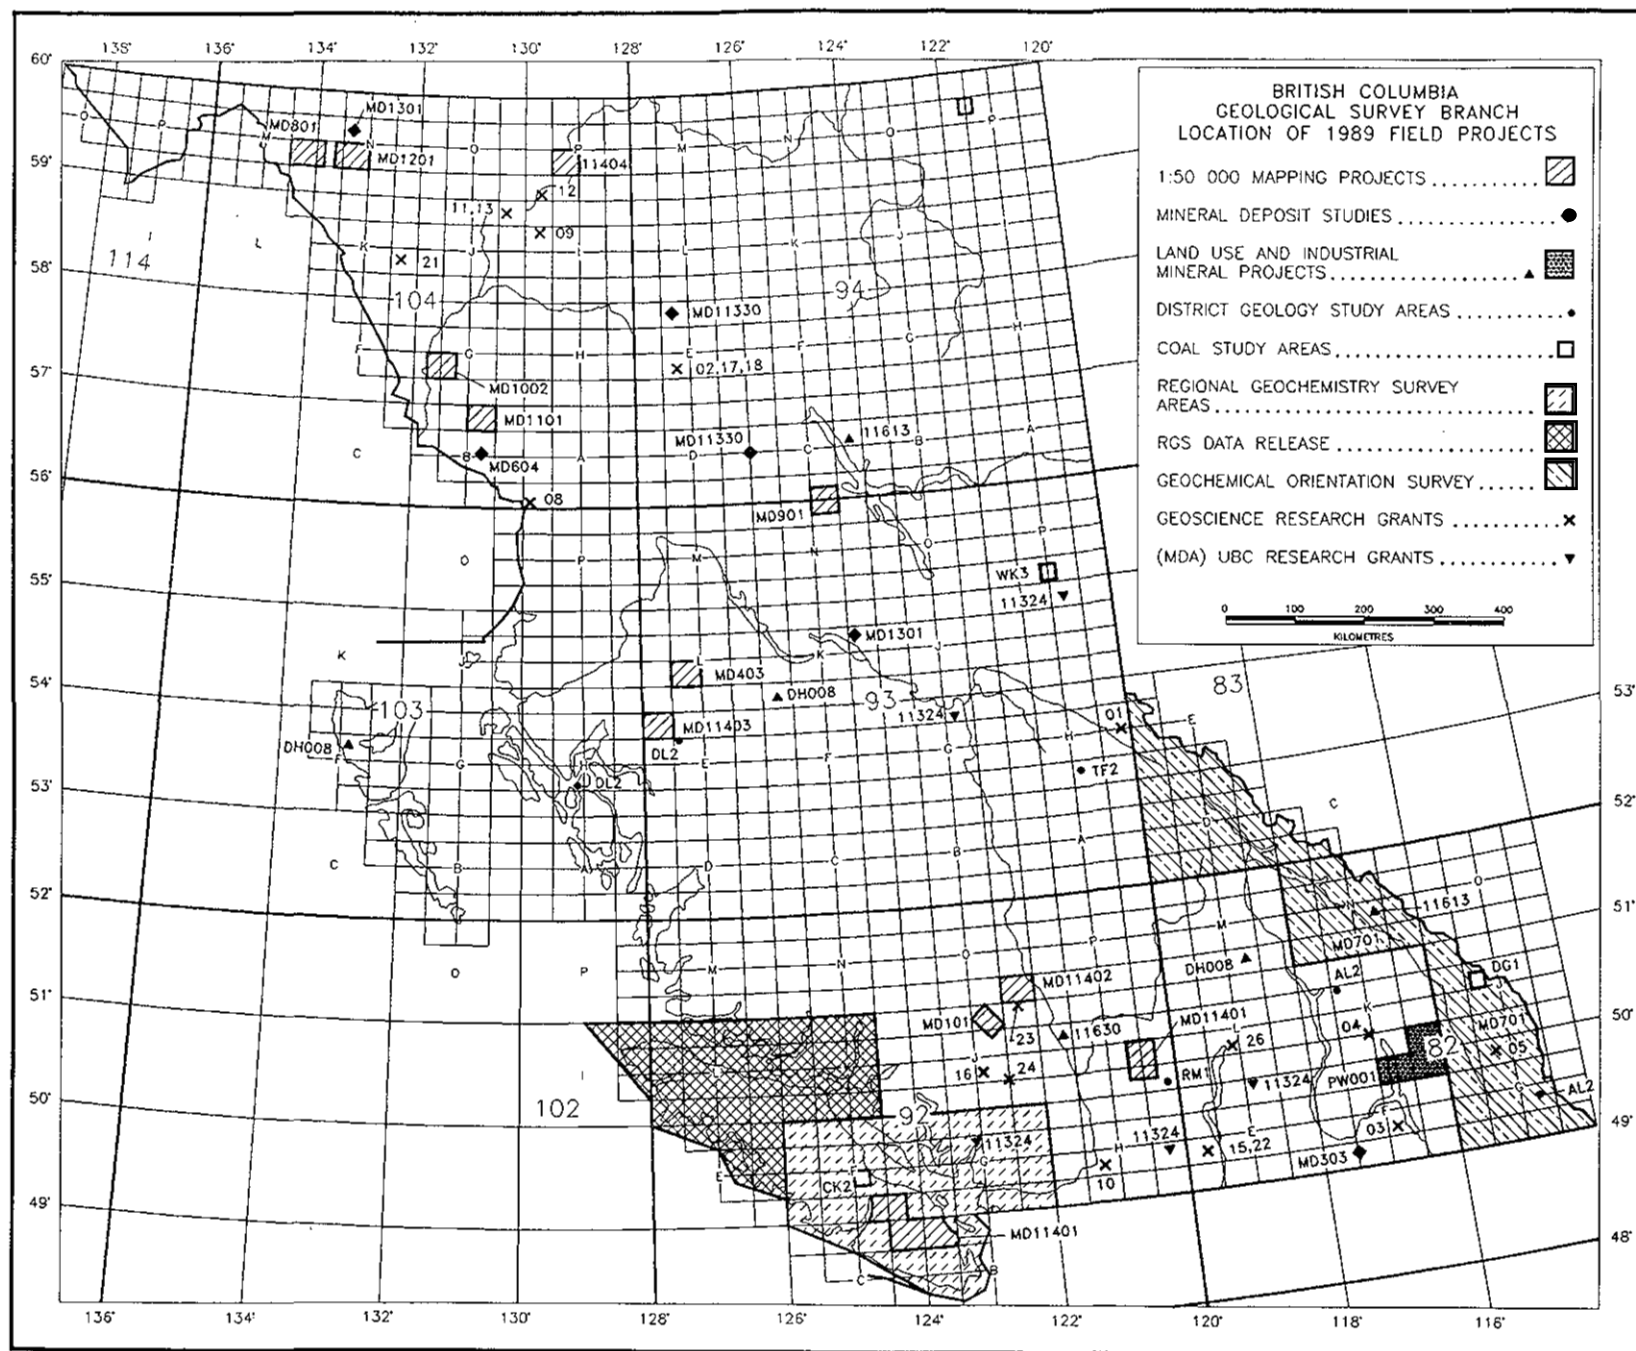 138° 136° 134° 132° 130° 128° 126° 124° 122° 120°
60°
59°
58°
57°
56°
55°
54°
53°
52°
51°
50°
49°
BRITISH COLUMBIA
GEOLOGICAL SURVEY BRANCH
LOCATION OF 1989 FIELD PROJECTS
1:50 000 MAPPING PROJECTS
MINERAL DEPOSIT STUDIES
LAND USE AND INDUSTRIAL
MINERAL PROJECTS
DISTRICT GEOLOGY STUDY AREAS
COAL STUDY AREAS
REGIONAL GEOCHEMISTRY SURVEY
AREAS
RGS DATA RELEASE
GEOCHEMICAL ORIENTATION SURVEY
GEOSCIENCE RESEARCH GRANTS
(MDA) UBC RESEARCH GRANTS
0 100 200 300 400
KILOMETRES
MD1301
MD801
O P M N O P M N O P
MD1201
11404
12
11,13
09
I L K J I L K J
21
114
104
94
MD11330
F G H E F G H
02,17,18
MD1002
MD1101
MD11330
11613
C B A D C B A
MD604
08
MD901
O P M N O P
WK3
11324
MD1301
K J L K J
MD403
DH008
103
93
11324
83
01
MD11403
DL2
DH008
F G H E F G H E
DL2
TF2
C B A D C B A D C
O P M N O P M N O
11613
MD701
MD11402
DH008
AL2
DG1
MD101
23
11630
MD11401
L K J
26
04
MD701
05
I L J
16
24
RM1
11324
PW001
82
AL2
102
92
11324
11324
E F G H E F G
15,22
03
MD303
CK2
10
MD11401
C B
53°
52°
51°
50°
49°
48°
136° 134° 132° 130° 128° 126° 124° 122° 120° 118° 116°